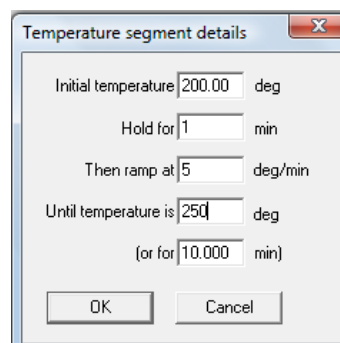 Temperature segment details
Initial temperature 200.00 deg
Hold for 1 min
Then ramp at 5 deg/min
Until temperature is 250 deg
(or for 10.000 min)
OK Cancel